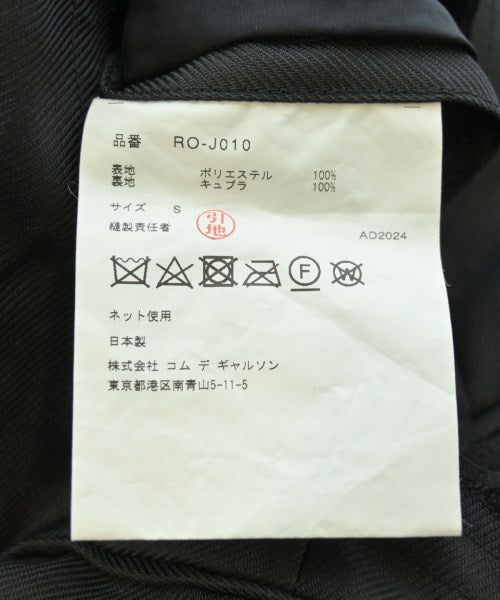 品番 RO-J010
表地 ポリエステル 100%
裏地 キュプラ 100%
サイズ S
縫製責任者 引地
AD2024
F W
ネット使用
日本製
株式会社 コム デ ギャルソン
東京都港区南青山5-11-5